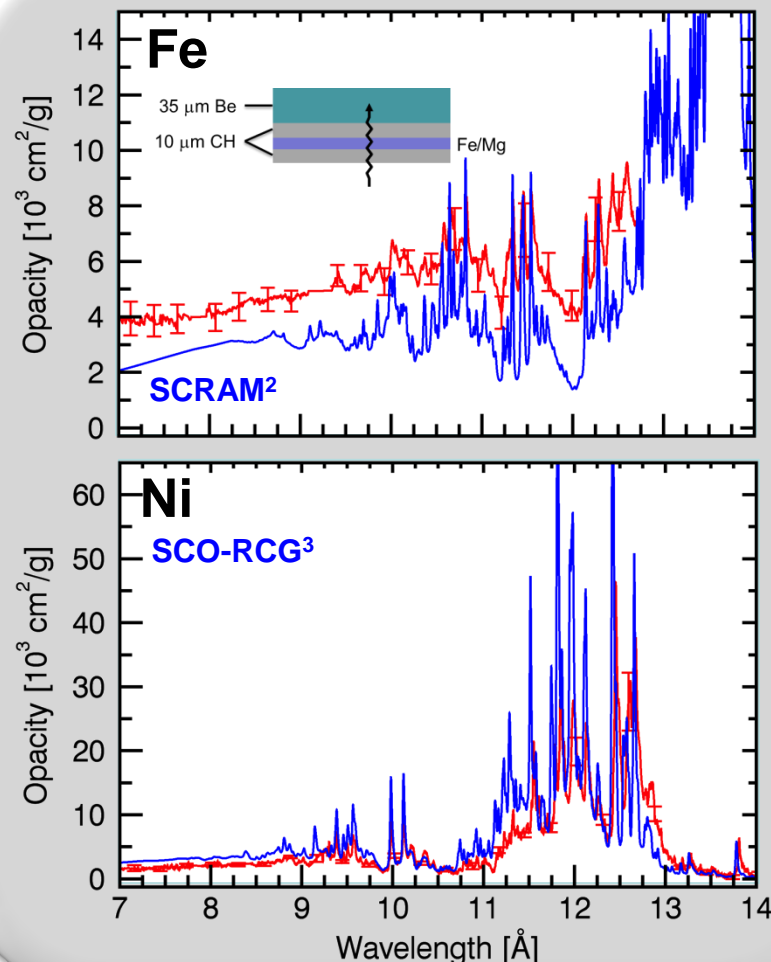 Fe
35 μm Be
10 μm CH
Fe/Mg
SCRAM²
Opacity [10³ cm²/g]
14
12
10
8
6
4
2
0
Ni
SCO-RCG³
Opacity [10³ cm²/g]
60
50
40
30
20
10
0
7 8 9 10 11 12 13 14
Wavelength [Å]